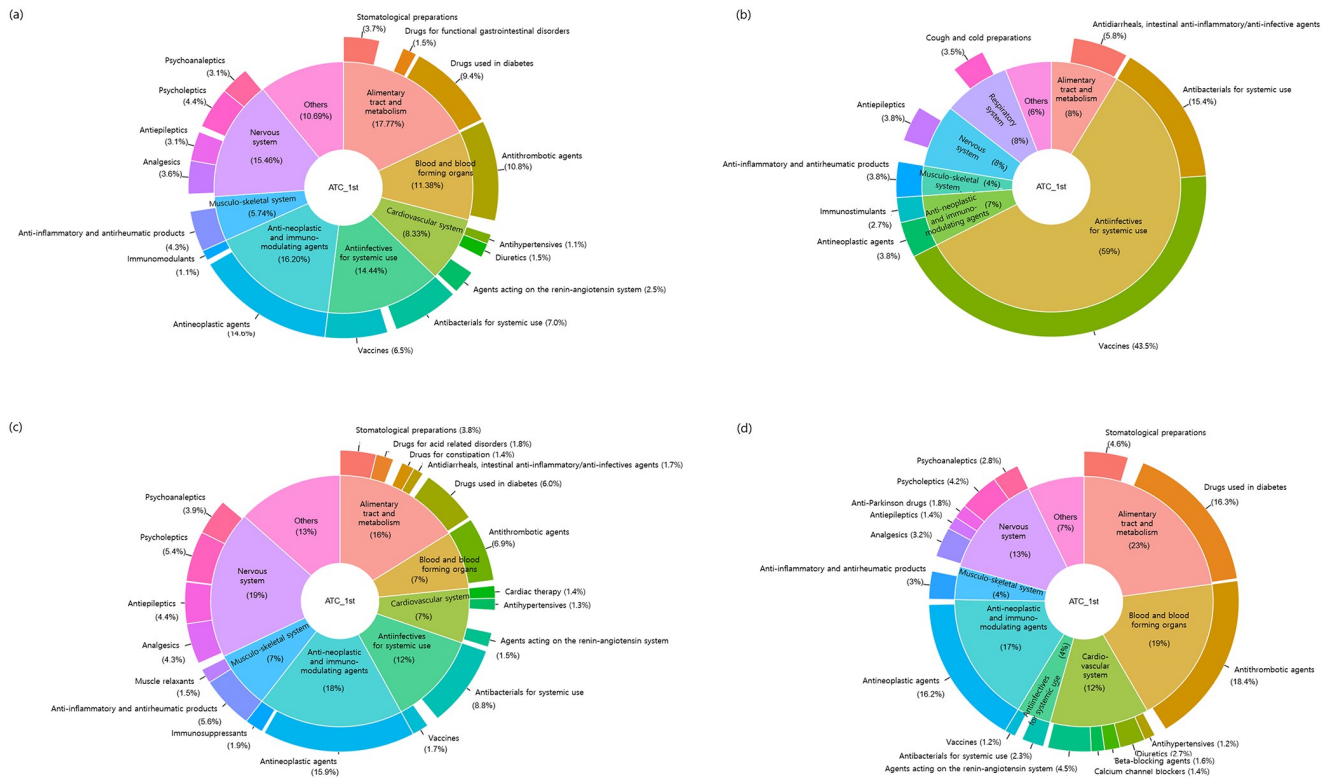 (a)
Stomatological preparations
(3.7%)
Drugs for functional gastrointestinal disorders
(1.5%)
Drugs used in diabetes
(9.4%)
Psychoanaleptics
(3.1%)
Psycholeptics
(4.4%)
Antiepileptics
(3.1%)
Analgesics
(3.6%)
Anti-inflammatory and antirheumatic products
(4.3%)
Immunomodulants
(1.1%)
Antineoplastic agents
(14.6%)
Vaccines (6.5%)
Antibacterials for systemic use (7.0%)
Agents acting on the renin-angiotensin system (2.5%)
Diuretics (1.5%)
Antihypertensives (1.1%)
Antithrombotic agents
(10.8%)
Others
(10.69%)
Alimentary
tract and
metabolism
(17.77%)
Nervous
system
(15.46%)
Blood and blood
forming organs
(11.38%)
ATC_1st
Musculo-skeletal system
(5.74%)
Cardiovascular system
(8.33%)
Anti-neoplastic
and immuno-
modulating agents
(16.20%)
Antiinfectives
for systemic use
(14.44%)
(b)
Antidiarrheals, intestinal anti-inflammatory/anti-infective agents
(5.8%)
Cough and cold preparations
(3.5%)
Antibacterials for systemic use
(15.4%)
Antiepileptics
(3.8%)
Anti-inflammatory and antirheumatic products
(3.8%)
Immunostimulants
(2.7%)
Antineoplastic agents
(3.8%)
Vaccines (43.5%)
Others
(6%)
Alimentary
tract and
metabolism
(8%)
Respiratory
system
(8%)
Nervous
system
(8%)
Musculo-skeletal
system
(4%)
Anti-neoplastic
and immuno-
modulating agents
(7%)
ATC_1st
Antiinfectives
for systemic use
(59%)
(c)
Stomatological preparations (3.8%)
Drugs for acid related disorders (1.8%)
Drugs for constipation (1.4%)
Antidiarrheals, intestinal anti-inflammatory/anti-infectives agents (1.7%)
Drugs used in diabetes (6.0%)
Antithrombotic agents
(6.9%)
Cardiac therapy (1.4%)
Antihypertensives (1.3%)
Agents acting on the renin-angiotensin system
(1.5%)
Antibacterials for systemic use
(8.8%)
Vaccines
(1.7%)
Antineoplastic agents
(15.9%)
Immunosuppressants
(1.9%)
Anti-inflammatory and antirheumatic products
(5.6%)
Muscle relaxants
(1.5%)
Analgesics
(4.3%)
Antiepileptics
(4.4%)
Psycholeptics
(5.4%)
Psychoanaleptics
(3.9%)
Others
(13%)
Alimentary
tract and
metabolism
(16%)
Nervous
system
(19%)
Blood and blood
forming organs
(7%)
ATC_1st
Cardiovascular system
(7%)
Musculo-skeletal system
(7%)
Anti-neoplastic
and immuno-
modulating agents
(18%)
Antiinfectives
for systemic use
(12%)
(d)
Stomatological preparations
(4.6%)
Drugs used in diabetes
(16.3%)
Psychoanaleptics (2.8%)
Psycholeptics (4.2%)
Anti-Parkinson drugs (1.8%)
Antiepileptics (1.4%)
Analgesics (3.2%)
Anti-inflammatory and antirheumatic products
(3%)
Antineoplastic agents
(16.2%)
Vaccines (1.2%)
Antibacterials for systemic use (2.3%)
Agents acting on the renin-angiotensin system (4.5%)
Calcium channel blockers (1.4%)
Beta-blocking agents (1.6%)
Diuretics (2.7%)
Antihypertensives (1.2%)
Antithrombotic agents
(18.4%)
Others
(7%)
Alimentary
tract and
metabolism
(23%)
Nervous
system
(13%)
Musculo-skeletal system
(4%)
ATC_1st
Blood and blood
forming organs
(19%)
Anti-neoplastic
and immuno-
modulating agents
(17%)
Antiinfectives
for systemic use
(4%)
Cardio-
vascular
system
(12%)